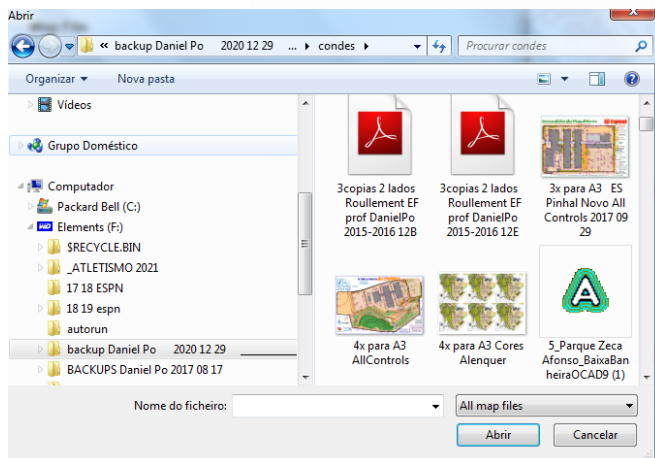 Abrir
« backup Daniel Po 2020 12 29 ... condes
Procurar condes
Organizar
Nova pasta
Vídeos
Grupo Doméstico
Computador
Packard Bell (C:)
Elements (F:)
$RECYCLE.BIN
_ATLETISMO 2021
17 18 ESPN
18 19 espn
autorun
backup Daniel Po 2020 12 29 ________
BACKUPS Daniel Po 2017 08 17
3copias 2 lados
Roullement EF
prof DanielPo
2015-2016 12B
3copias 2 lados
Roullement EF
prof DanielPo
2015-2016 12E
3x para A3 ES
Pinhal Novo All
Controls 2017 09
29
4x para A3
AllControls
4x para A3 Cores
Alenquer
5_Parque Zeca
Afonso_BaixaBan
heiraOCAD9 (1)
Nome do ficheiro:
All map files
Abrir
Cancelar